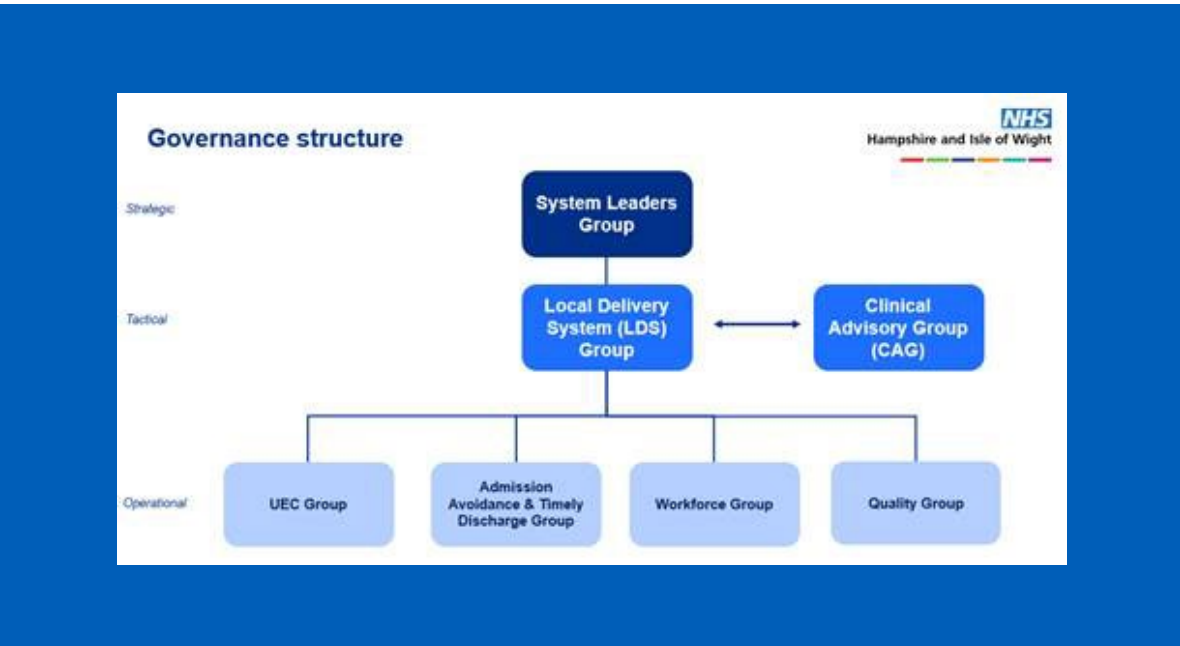 Governance structure
NHS
Hampshire and Isle of Wight
Strategic
System Leaders
Group
Tactical
Local Delivery
System (LDS)
Group
Clinical
Advisory Group
(CAG)
Operational
UEC Group
Admission
Avoidance & Timely
Discharge Group
Workforce Group
Quality Group